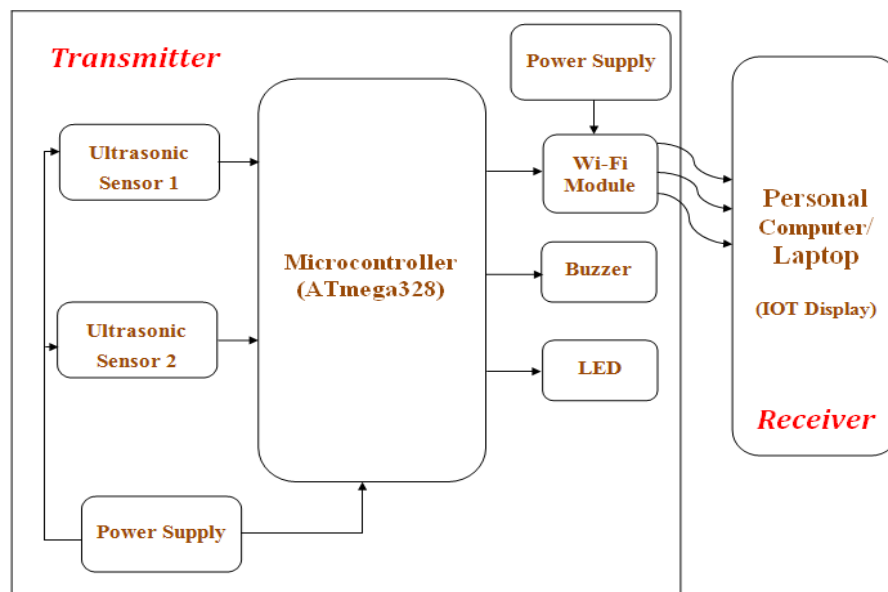 Transmitter
Power Supply
Ultrasonic
Sensor 1
Wi-Fi
Module
Personal
Computer/
Laptop
(IOT Display)
Microcontroller
(ATmega328)
Buzzer
Ultrasonic
Sensor 2
LED
Receiver
Power Supply